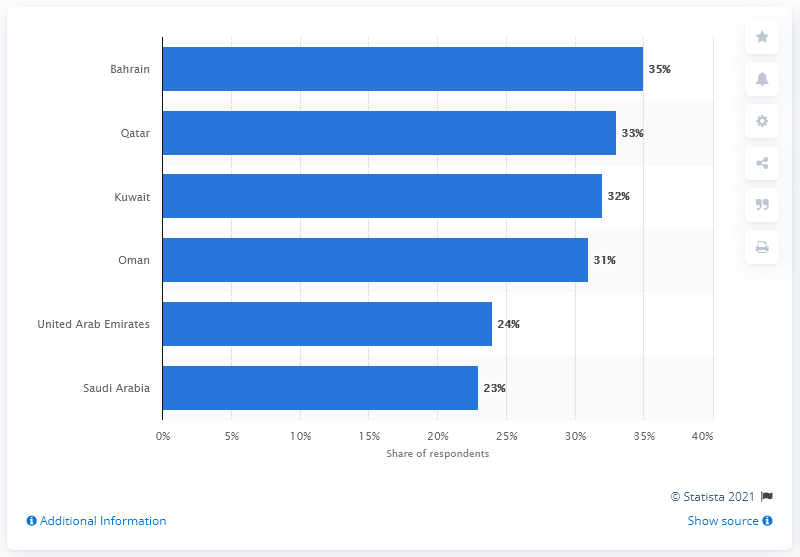 Bahrain 35%
Qatar 33%
Kuwait 32%
Oman 31%
United Arab Emirates 24%
Saudi Arabia 23%
0% 5% 10% 15% 20% 25% 30% 35% 40%
Share of respondents
© Statista 2021
Additional Information
Show source